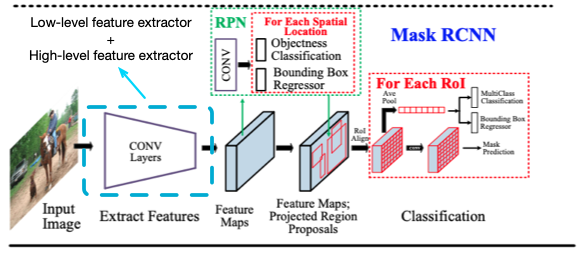 Low-level feature extractor
+
High-level feature extractor
RPN
For Each Spatial
Location
CONV
Objectness
Classification
Bounding Box
Regressor
Mask RCNN
For Each RoI
Ave
Pool
MultiClass
Classification
Bounding Box
Regressor
RoI
Align
Mask
Prediction
CONV
Layers
Input
Image
Extract Features
Feature
Maps
Feature Maps;
Projected Region
Proposals
Classification